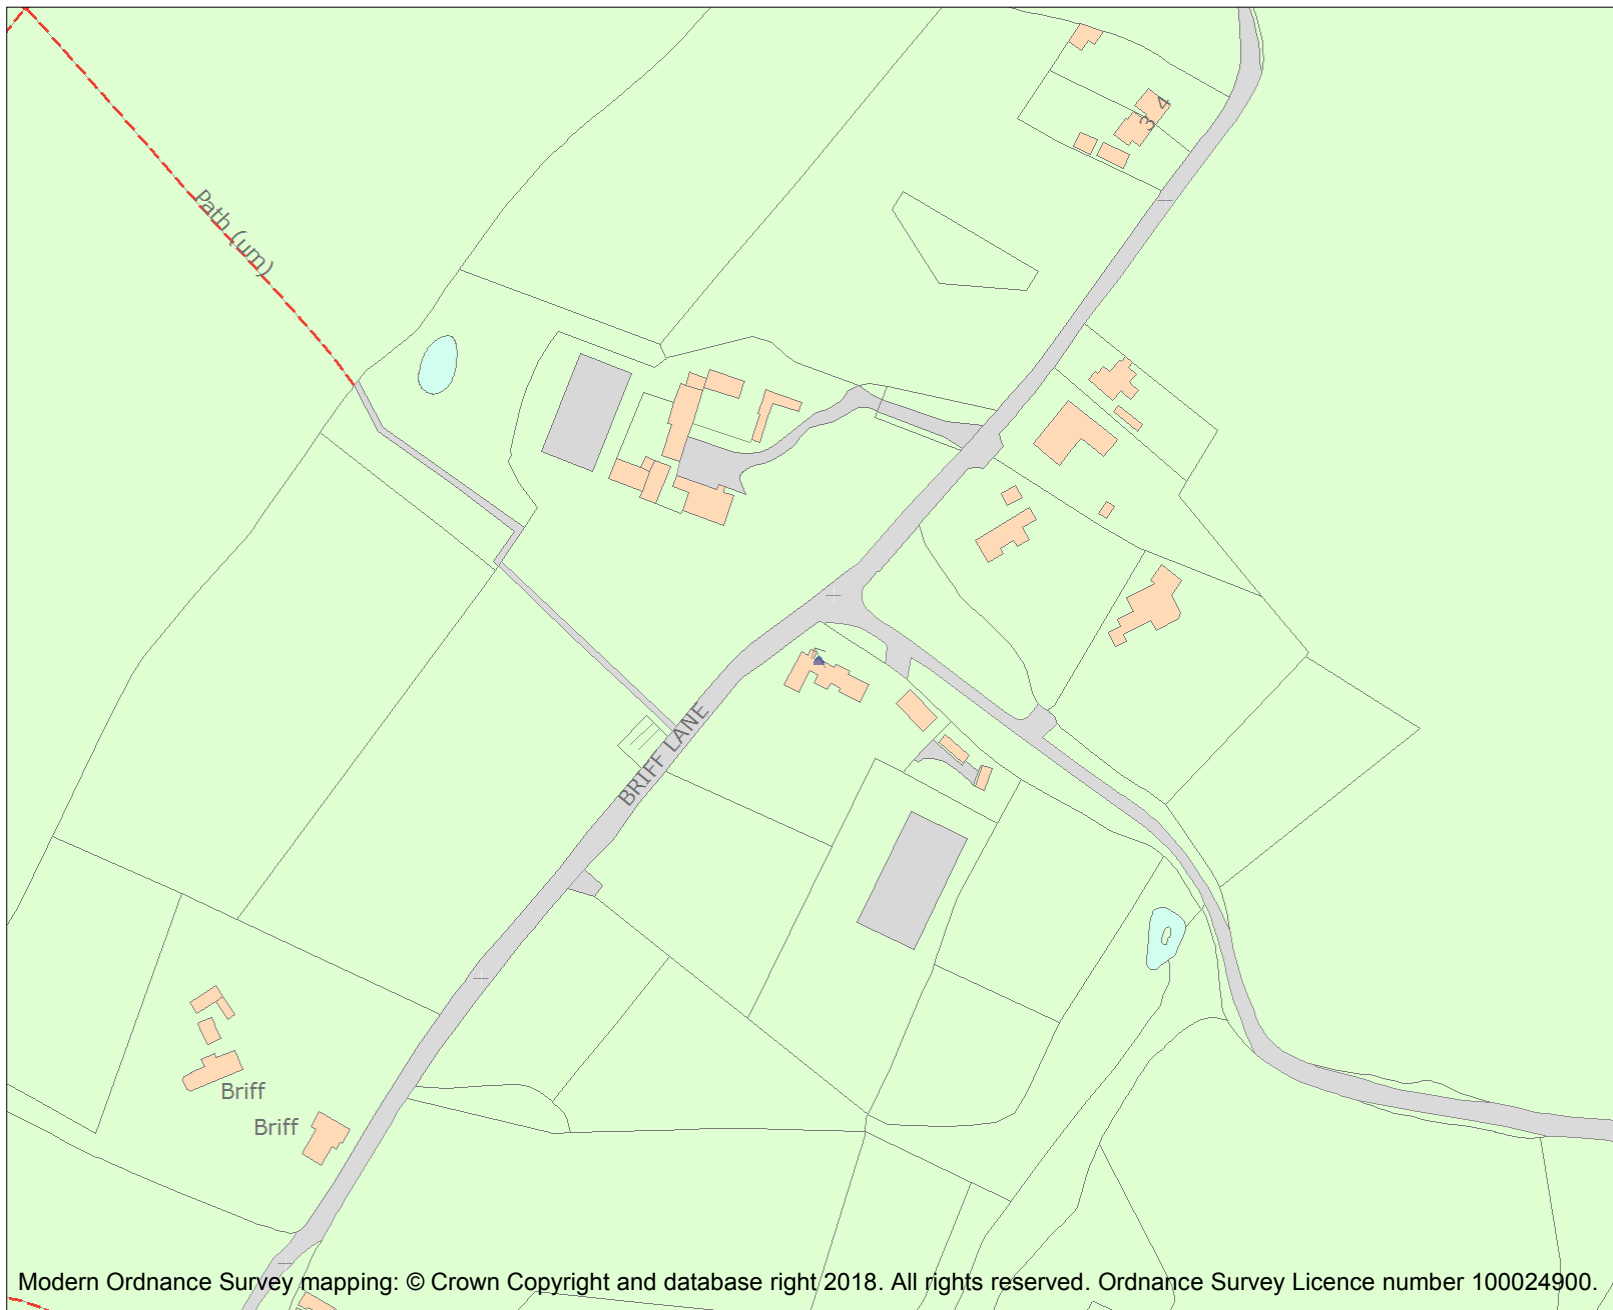 4
3
Path (um)
BRIFF LANE
Briff
Briff
Modern Ordnance Survey mapping: © Crown Copyright and database right 2018. All rights reserved. Ordnance Survey Licence number 100024900.